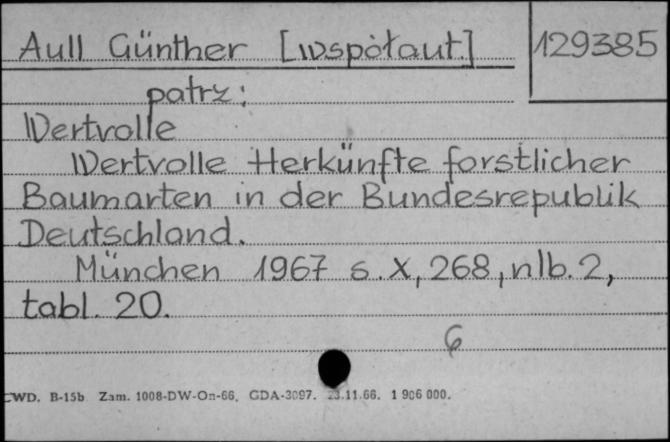 Aull Günther [współaut.] 129385
patrz:
Wertvolle
Wertvolle Herkünfte forstlicher
Baumarten in der Bundesrepublik
Deutschland.
München 1967 s. X, 268, nlb. 2,
tabl. 20.
6
CWD. B-15b Zam. 1008-DW-On-66. GDA-3097. 23.11.66. 1 906 000.